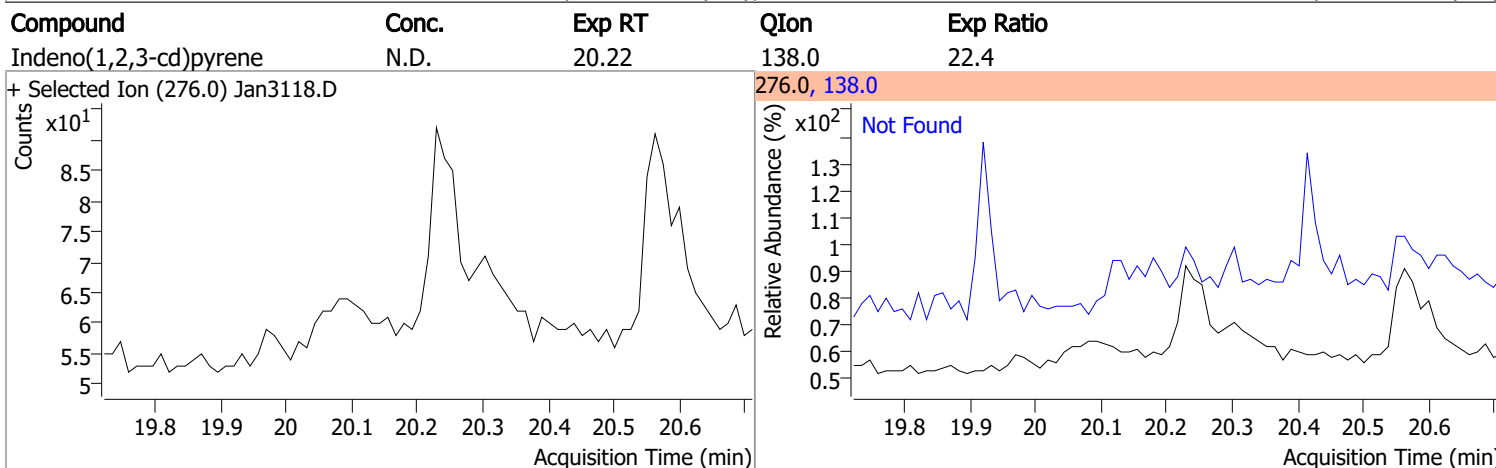 Compound Conc. Exp RT QIon Exp Ratio
Indeno(1,2,3-cd)pyrene N.D. 20.22 138.0 22.4
+ Selected Ion (276.0) Jan3118.D
Counts
x10¹
8.5
8
7.5
7
6.5
6
5.5
5
19.8 19.9 20 20.1 20.2 20.3 20.4 20.5 20.6
Acquisition Time (min)
276.0, 138.0
Relative Abundance (%)
x10²
Not Found
1.3
1.2
1.1
1
0.9
0.8
0.7
0.6
0.5
19.8 19.9 20 20.1 20.2 20.3 20.4 20.5 20.6
Acquisition Time (min)